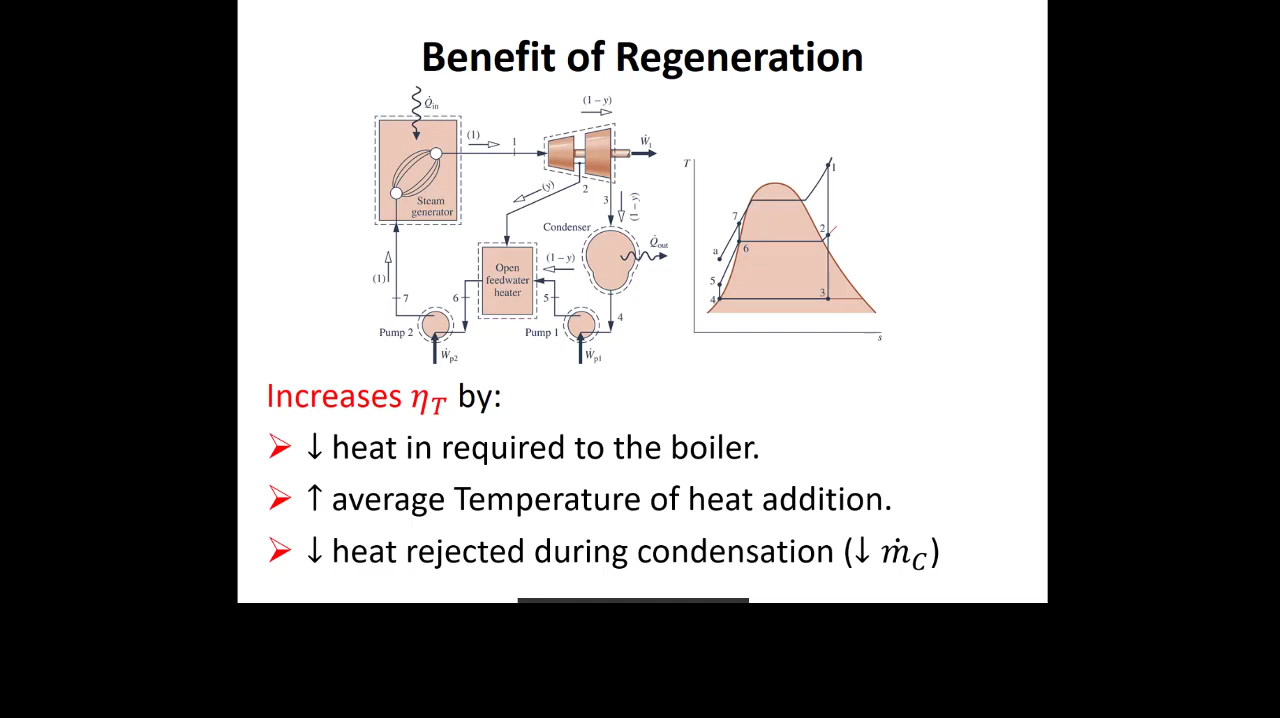 Benefit of Regeneration
Q̇in
(1)
1
(1 – y)
Ẇt
Steam
generator
(y)
2
3
(1 – y)
Condenser
Q̇out
Open
feedwater
heater
(1 – y)
(1)
7
6
5
4
Pump 2
Pump 1
Ẇp2
Ẇp1
T
1
7
2
a
6
5
4
3
s
Increases ηT by:
➢ ↓ heat in required to the boiler.
➢ ↑ average Temperature of heat addition.
➢ ↓ heat rejected during condensation (↓ ṁC)